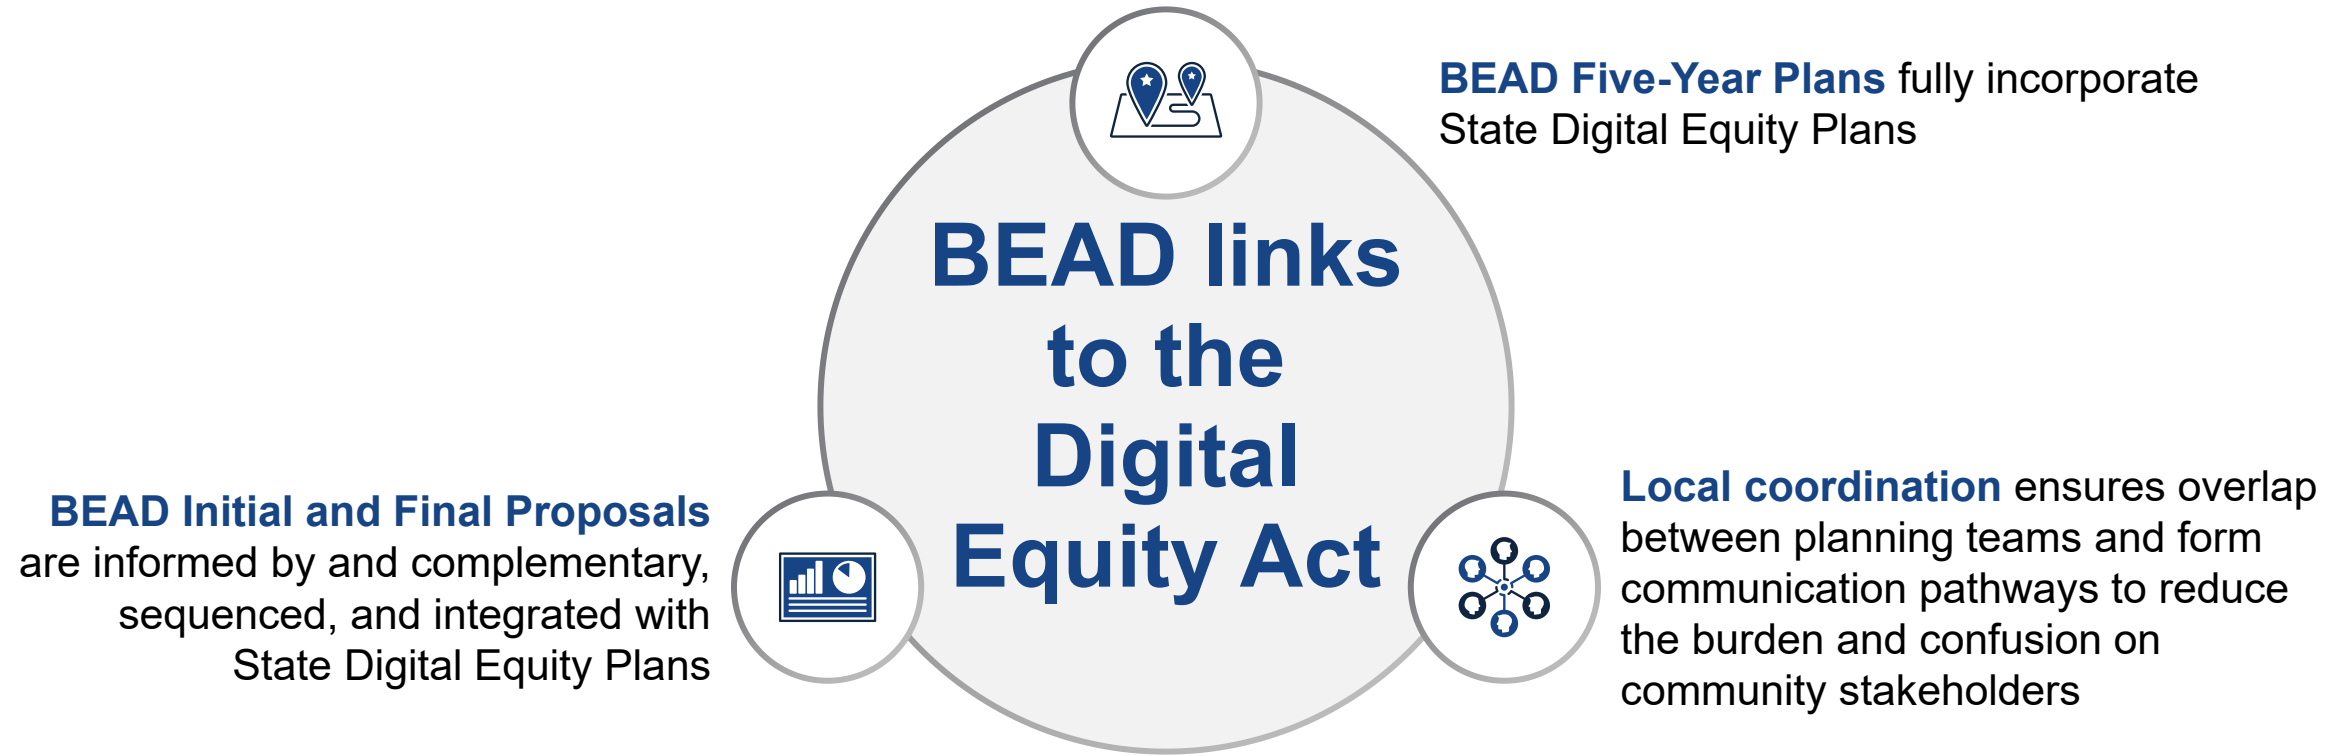 BEAD Five-Year Plans fully incorporate
State Digital Equity Plans
BEAD links
to the
Digital
Equity Act
BEAD Initial and Final Proposals
are informed by and complementary,
sequenced, and integrated with
State Digital Equity Plans
Local coordination ensures overlap
between planning teams and form
communication pathways to reduce
the burden and confusion on
community stakeholders